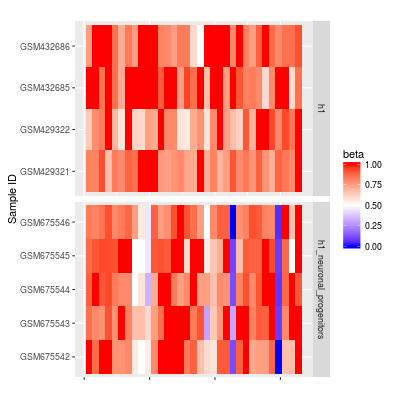 GSM432686
GSM432685
GSM429322
GSM429321
h1
GSM675546
GSM675545
GSM675544
GSM675543
GSM675542
h1_neuronal_progenitors
Sample ID
beta
1.00
0.75
0.50
0.25
0.00